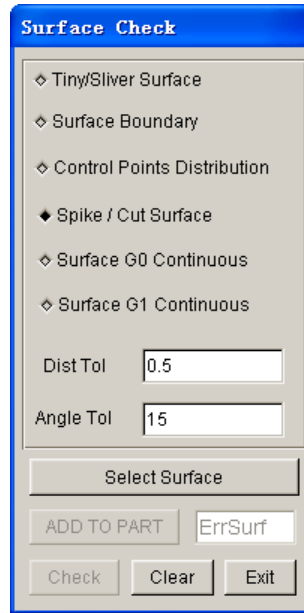 Surface Check
Tiny/Sliver Surface
Surface Boundary
Control Points Distribution
Spike / Cut Surface
Surface G0 Continuous
Surface G1 Continuous
Dist Tol 0.5
Angle Tol 15
Select Surface
ADD TO PART ErrSurf
Check Clear Exit